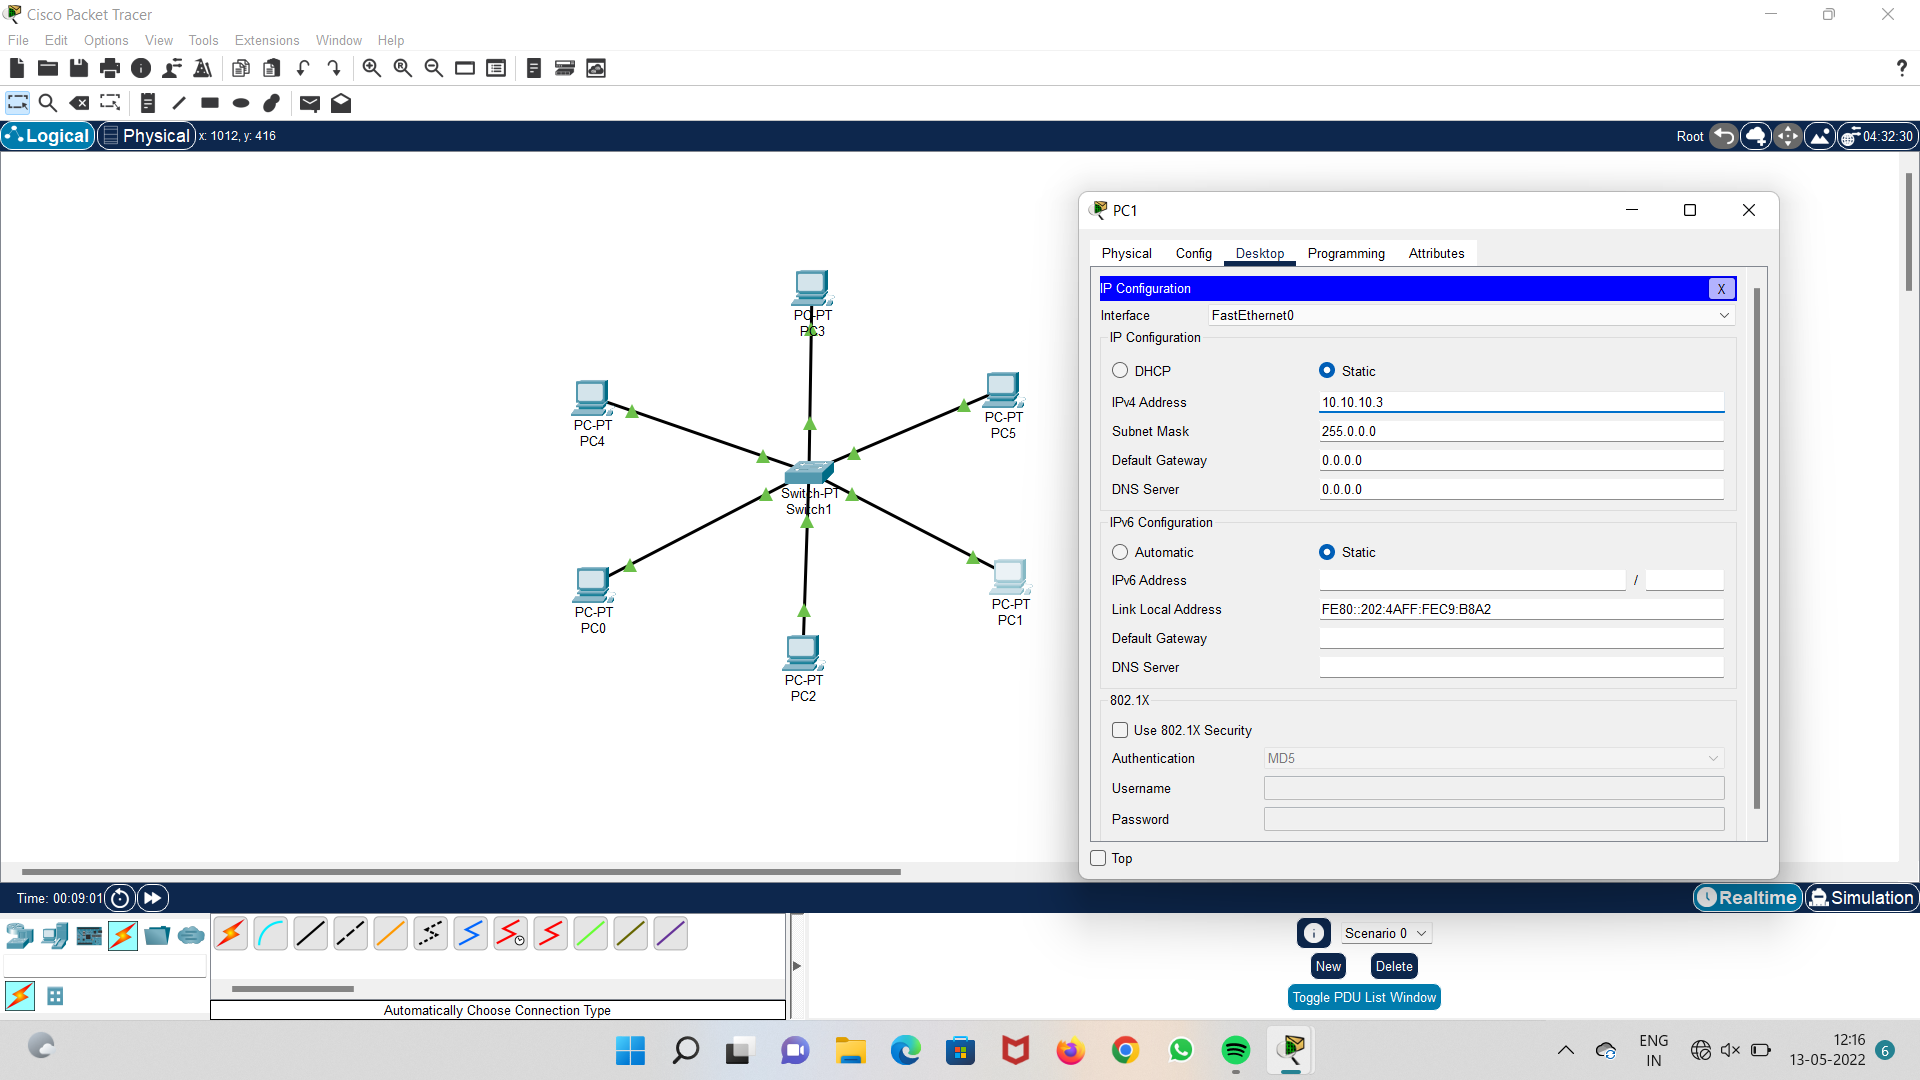 Cisco Packet Tracer
File Edit Options View Tools Extensions Window Help
?
Logical Physical x: 1012, y: 416 Root 04:32:30
PC1
Physical Config Desktop Programming Attributes
IP Configuration X
Interface FastEthernet0
IP Configuration
DHCP Static
IPv4 Address 10.10.10.3
Subnet Mask 255.0.0.0
Default Gateway 0.0.0.0
DNS Server 0.0.0.0
IPv6 Configuration
Automatic Static
IPv6 Address /
Link Local Address FE80::202:4AFF:FEC9:B8A2
Default Gateway
DNS Server
802.1X
Use 802.1X Security
Authentication MD5
Username
Password
Top
PC-PT
PC3
PC-PT
PC4
PC-PT
PC5
Switch-PT
Switch1
PC-PT
PC0
PC-PT
PC1
PC-PT
PC2
Time: 00:09:01 Realtime Simulation
Scenario 0
New Delete
Toggle PDU List Window
Automatically Choose Connection Type
ENG
IN
12:16
13-05-2022
6